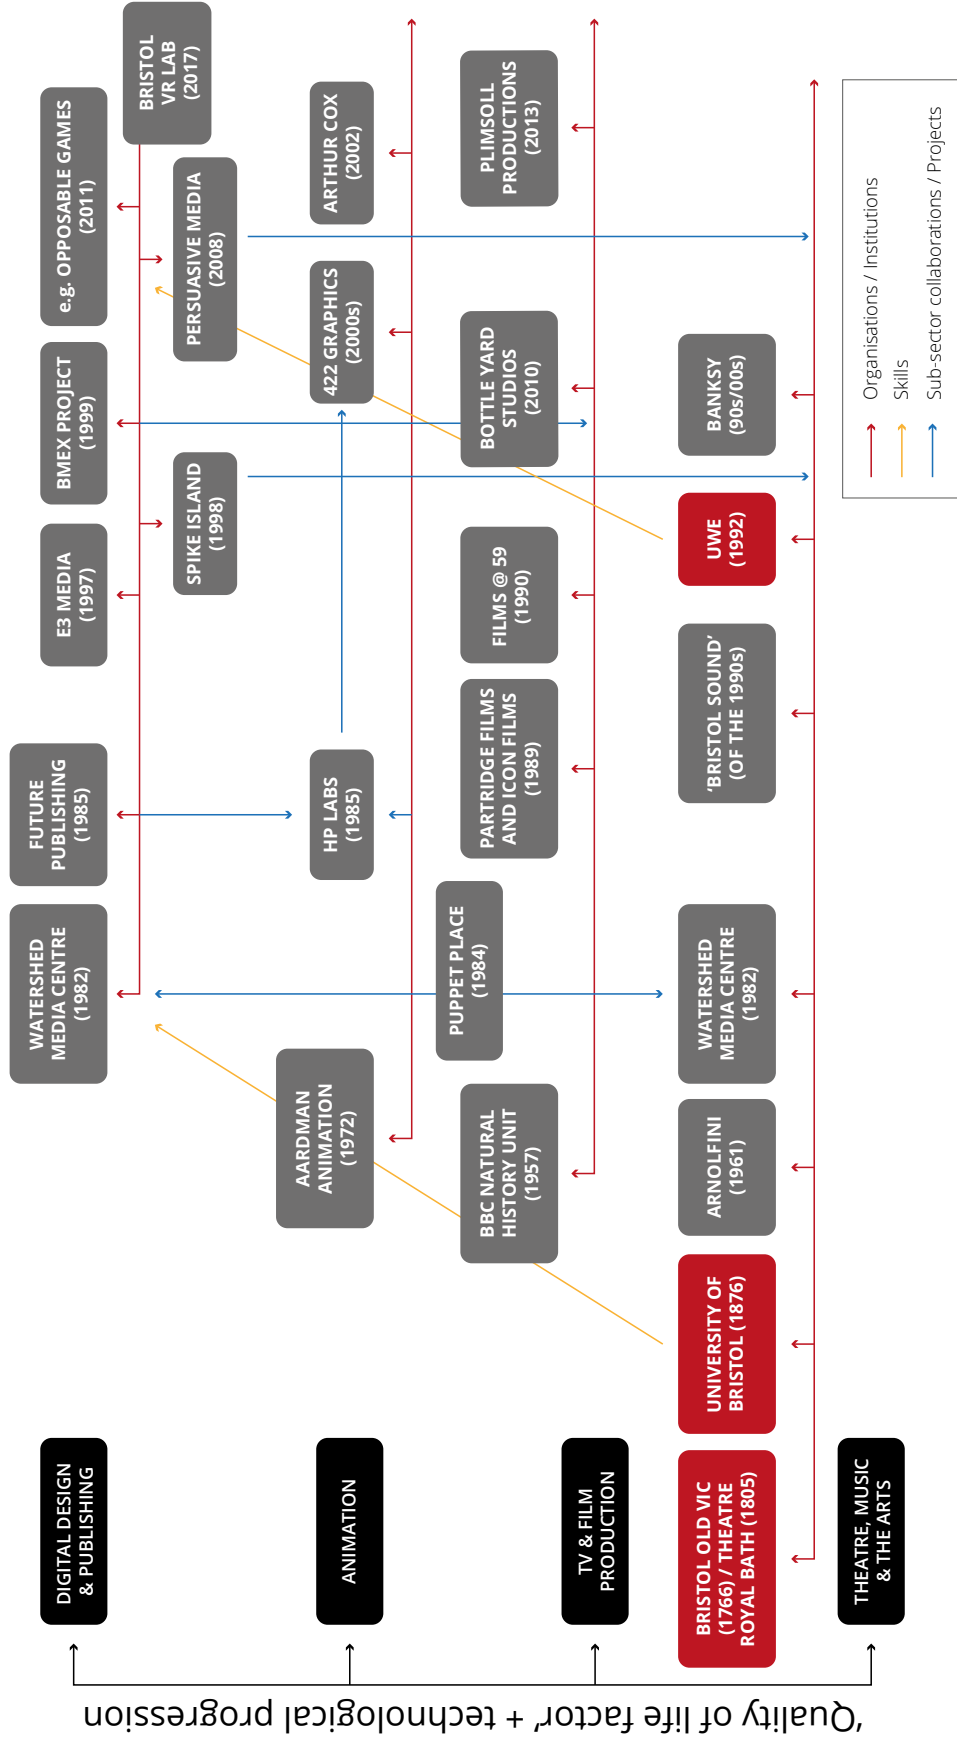 'Quality of life factor' + technological progression
DIGITAL DESIGN
& PUBLISHING
ANIMATION
TV & FILM
PRODUCTION
THEATRE, MUSIC
& THE ARTS
WATERSHED
MEDIA CENTRE
(1982)
FUTURE
PUBLISHING
(1985)
E3 MEDIA
(1997)
BMEX PROJECT
(1999)
e.g. OPPOSABLE GAMES
(2011)
BRISTOL
VR LAB
(2017)
SPIKE ISLAND
(1998)
PERSUASIVE MEDIA
(2008)
AARDMAN
ANIMATION
(1972)
HP LABS
(1985)
422 GRAPHICS
(2000s)
ARTHUR COX
(2002)
PUPPET PLACE
(1984)
BBC NATURAL
HISTORY UNIT
(1957)
PARTRIDGE FILMS
AND ICON FILMS
(1989)
FILMS @ 59
(1990)
BOTTLE YARD
STUDIOS
(2010)
PLIMSOLL
PRODUCTIONS
(2013)
BRISTOL OLD VIC
(1766) / THEATRE
ROYAL BATH (1805)
UNIVERSITY OF
BRISTOL (1876)
ARNOLFINI
(1961)
WATERSHED
MEDIA CENTRE
(1982)
'BRISTOL SOUND'
(OF THE 1990s)
UWE
(1992)
BANKSY
(90s/00s)
Organisations / Institutions
Skills
Sub-sector collaborations / Projects